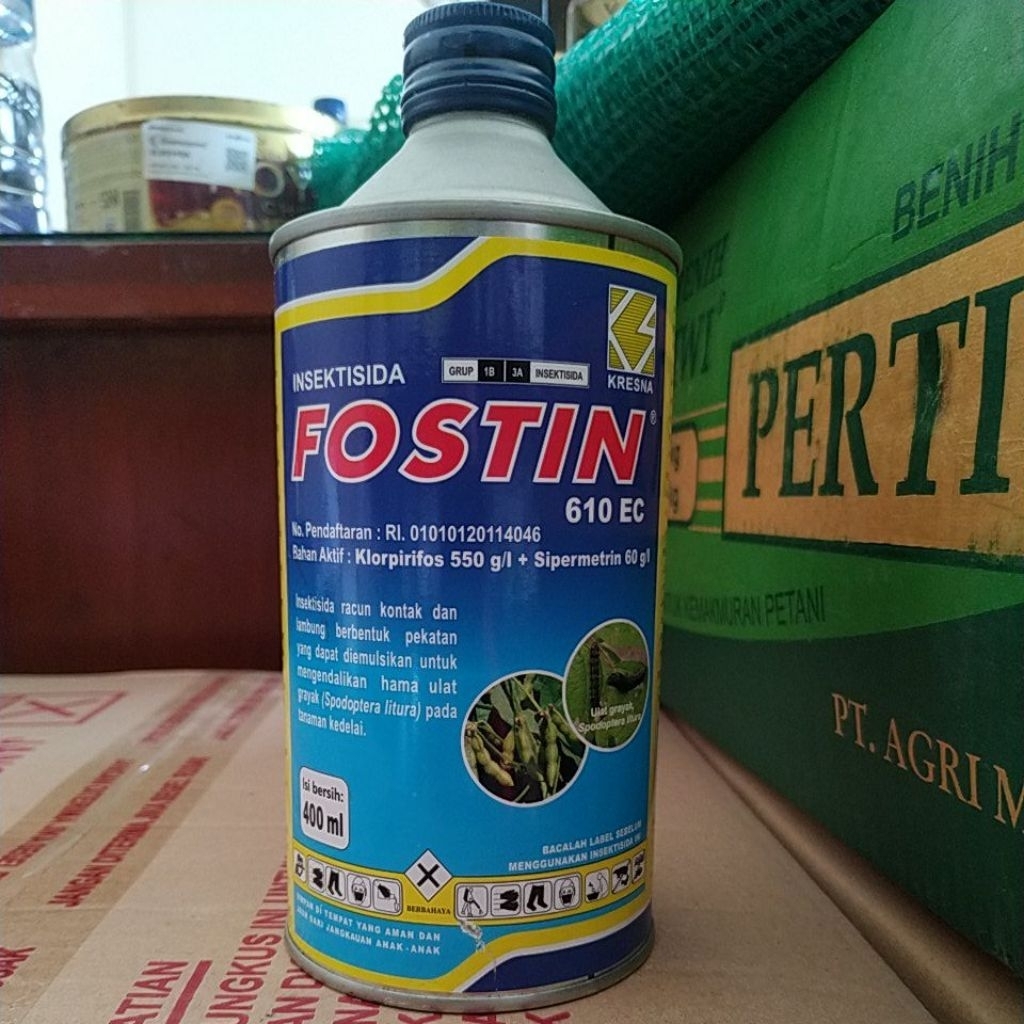 INSEKTISIDA
GRUP 1B 3A INSEKTISIDA
KRESNA
FOSTIN®
610 EC
No. Pendaftaran : RI. 01010120114046
Bahan Aktif : Klorpirifos 550 g/l + Sipermetrin 60 g/l
Insektisida racun kontak dan
lambung berbentuk pekatan
yang dapat diemulsikan untuk
mengendalikan hama ulat
grayak (Spodoptera litura) pada
tanaman kedelai.
Ulat grayak,
Spodoptera litura
Isi bersih:
400 ml
BACALAH LABEL SEBELUM
MENGGUNAKAN INSEKTISIDA INI
BERBAHAYA
SIMPAN DI TEMPAT YANG AMAN DAN
JAUH DARI JANGKAUAN ANAK-ANAK
BENIH
PERTI
KEMAKMURAN PETANI
PT. AGRI M
JANGAN DITERIMA